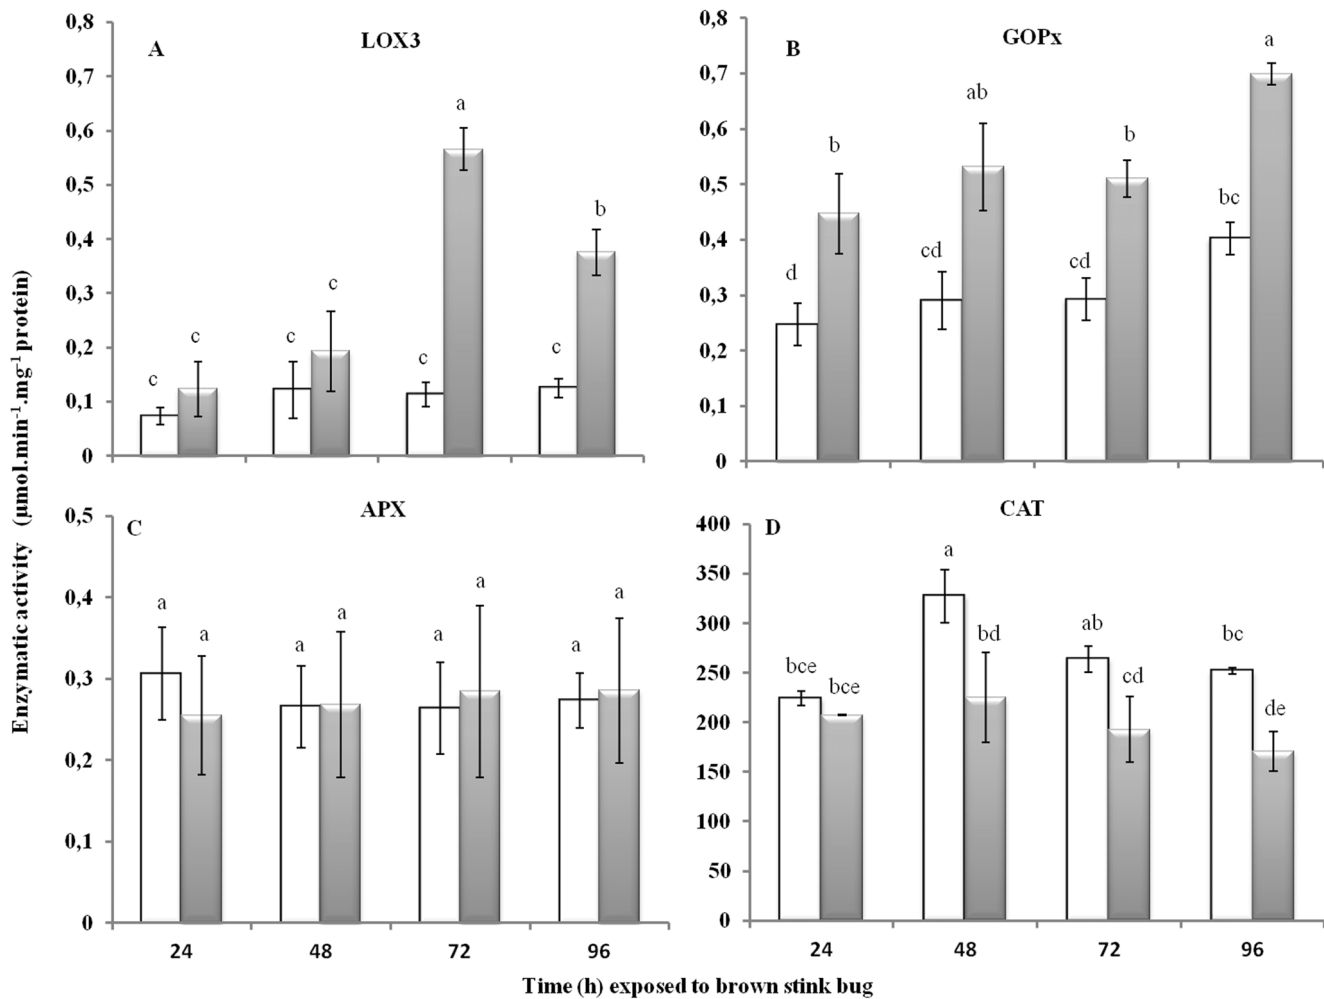 Enzymatic activity (µmol.min⁻¹.mg⁻¹ protein)
A
LOX3
0,8
0,7
0,6
0,5
0,4
0,3
0,2
0,1
0
c
c
c
c
c
a
c
b
B
GOPx
0,8
0,7
0,6
0,5
0,4
0,3
0,2
0,1
0
d
b
cd
ab
cd
b
bc
a
C
APX
0,5
0,4
0,3
0,2
0,1
0
a
a
a
a
a
a
a
a
24 48 72 96
D
CAT
400
350
300
250
200
150
100
50
0
bce
bce
a
bd
ab
cd
bc
de
24 48 72 96
Time (h) exposed to brown stink bug